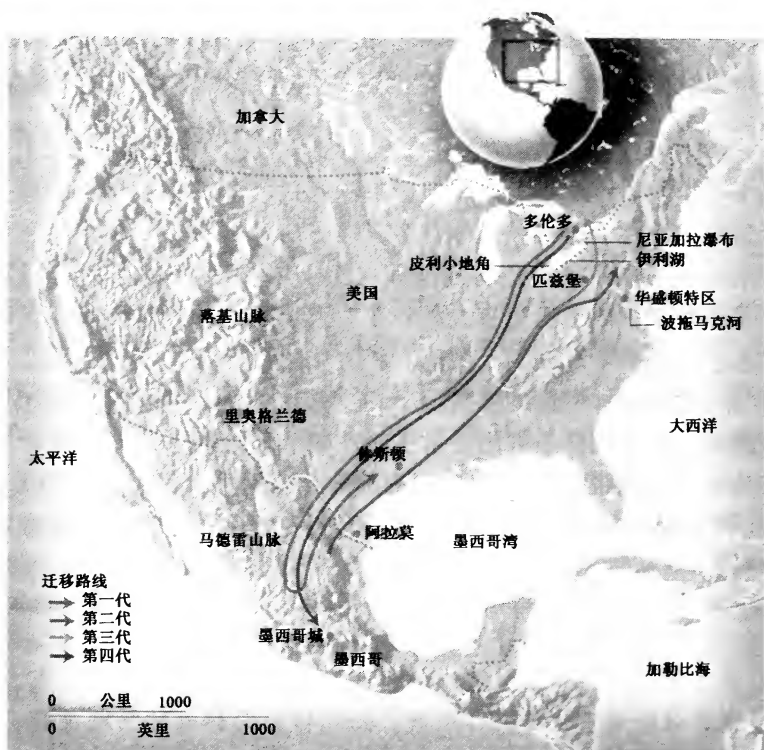 加拿大
多伦多
尼亚加拉瀑布
皮利小地角
伊利湖
匹兹堡
美国
华盛顿特区
落基山脉
波拖马克河
里奥格兰德
大西洋
太平洋
休斯顿
马德雷山脉
阿拉莫
墨西哥湾
迁移路线
第一代
第二代
第三代
第四代
墨西哥城
墨西哥
加勒比海
0 公里 1000
0 英里 1000